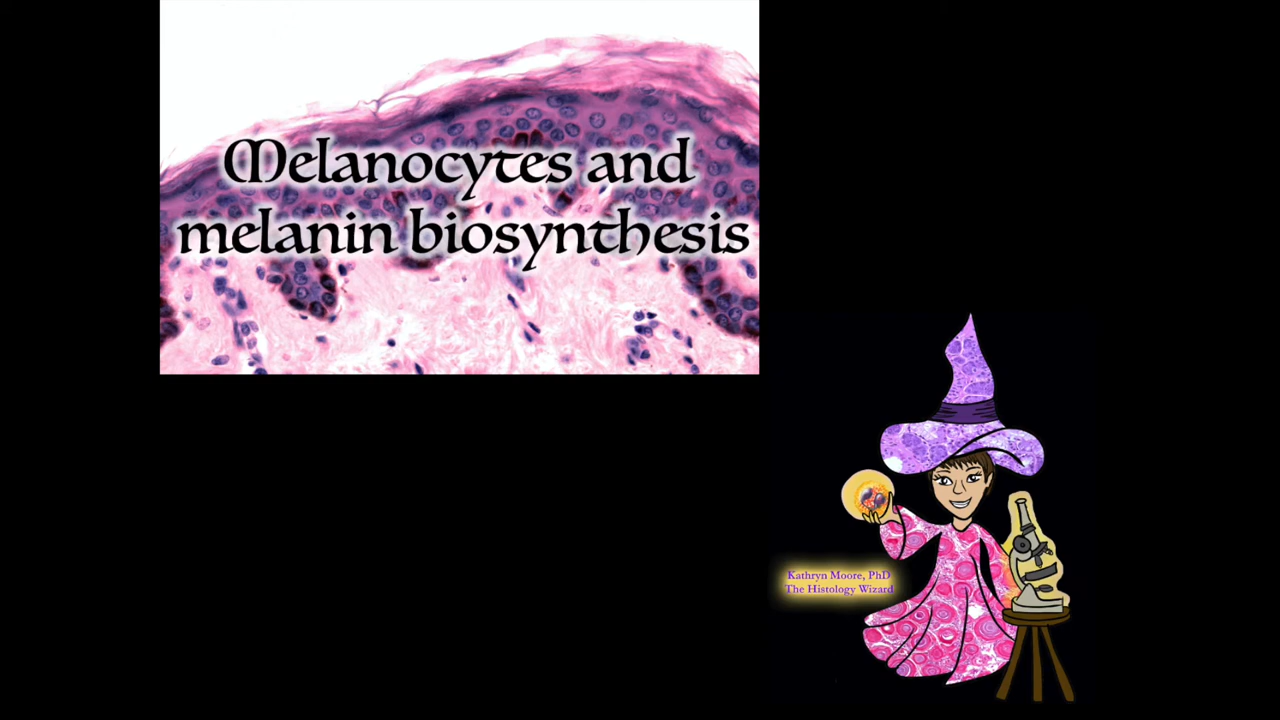 Melanocytes and
melanin biosynthesis
Kathryn Moore, PhD
The Histology Wizard